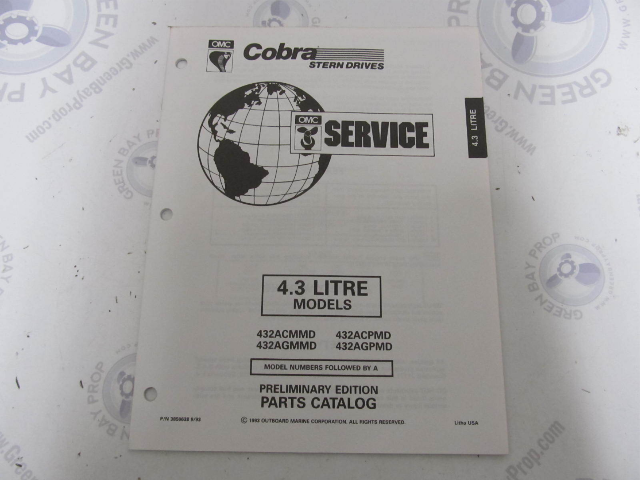 OMC Cobra
STERN DRIVES
OMC SERVICE
4.3 LITRE
4.3 LITRE
MODELS
432ACMMD 432ACPMD
432AGMMD 432AGPMD
MODEL NUMBERS FOLLOWED BY A
PRELIMINARY EDITION
PARTS CATALOG
© 1992 OUTBOARD MARINE CORPORATION. ALL RIGHTS RESERVED.
Litho USA
GREEN BAY PROP
www.GreenBayProp.com